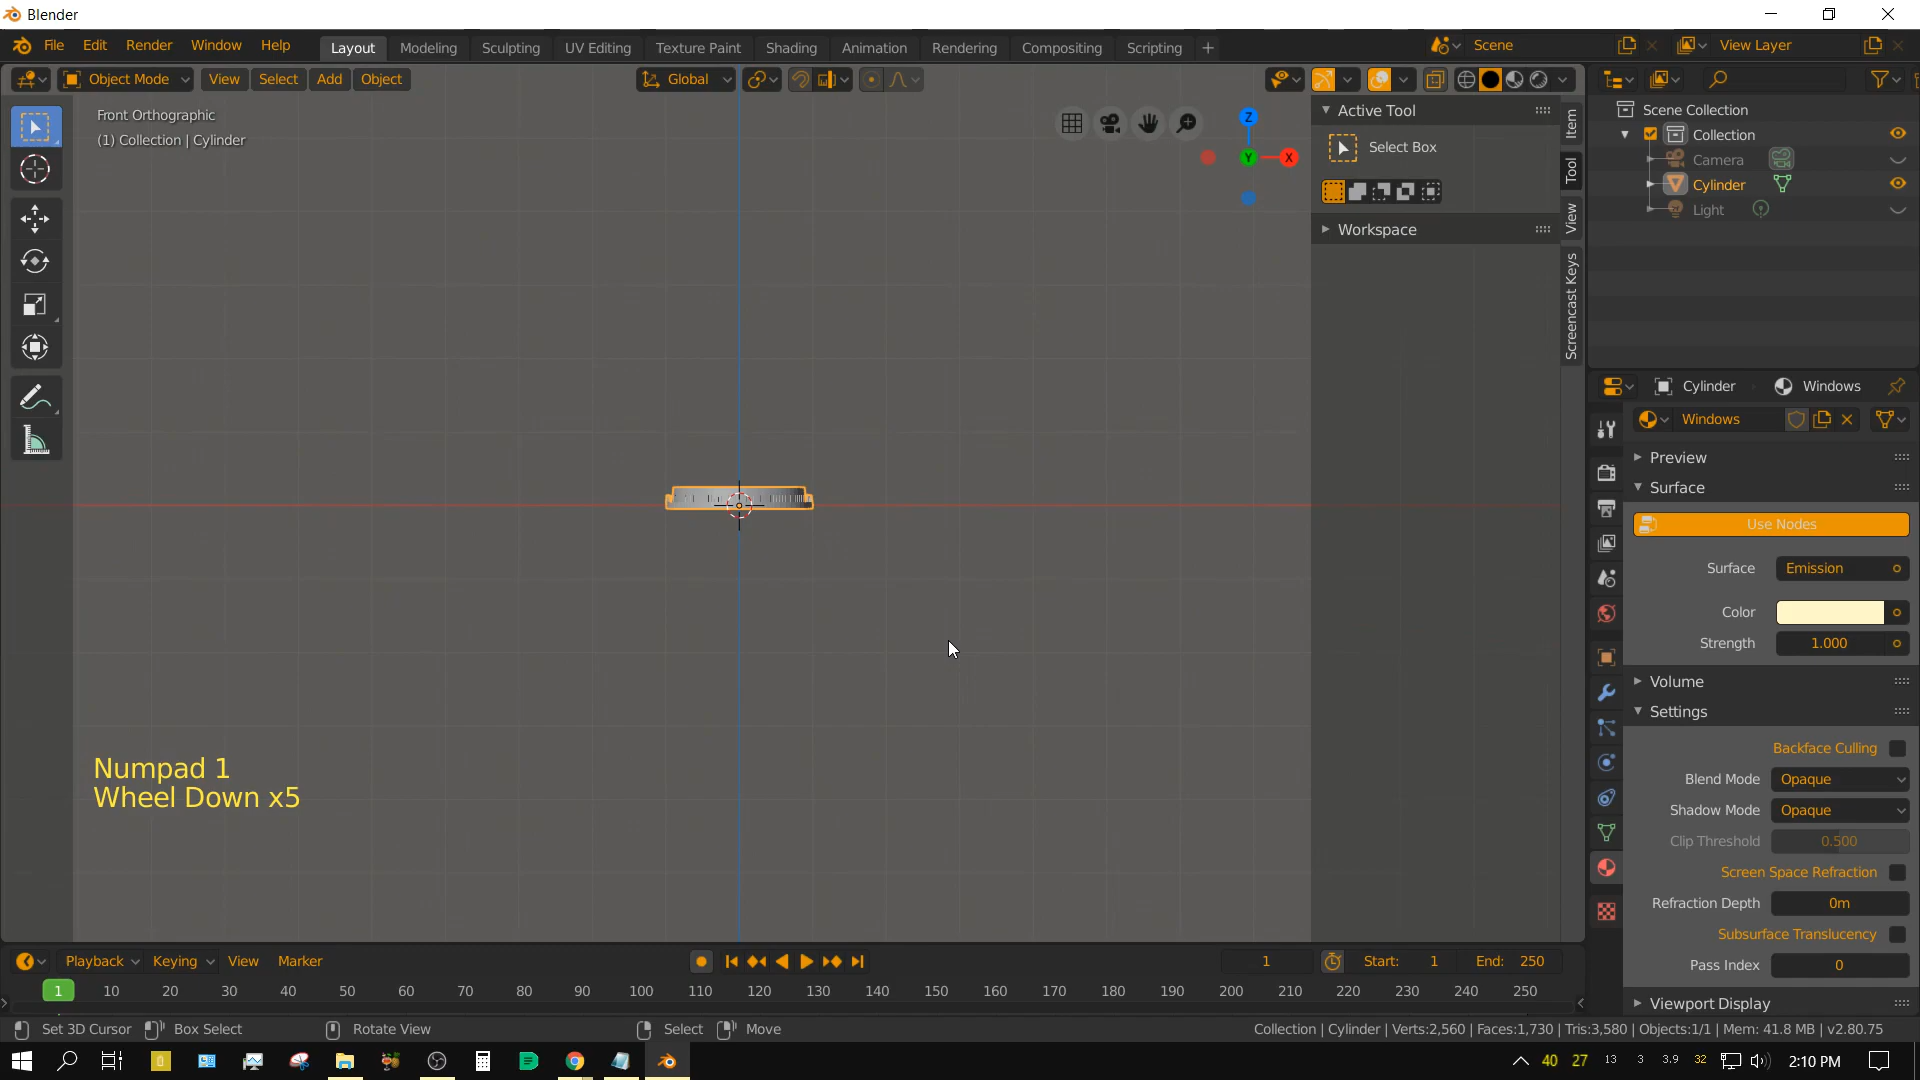 Blender
File Edit Render Window Help
Layout Modeling Sculpting UV Editing Texture Paint Shading Animation Rendering Compositing Scripting +
Scene
View Layer
Object Mode View Select Add Object
Global
Front Orthographic
(1) Collection | Cylinder
Z
Y
X
Active Tool
Select Box
Workspace
Item
Tool
View
Screencast Keys
Scene Collection
Collection
Camera
Cylinder
Light
Cylinder Windows
Windows
Preview
Surface
Use Nodes
Surface Emission
Color
Strength 1.000
Volume
Settings
Backface Culling
Blend Mode Opaque
Shadow Mode Opaque
Clip Threshold 0.500
Screen Space Refraction
Refraction Depth 0m
Subsurface Translucency
Pass Index 0
Viewport Display
Numpad 1
Wheel Down x5
Playback Keying View Marker
1 Start: 1 End: 250
1 10 20 30 40 50 60 70 80 90 100 110 120 130 140 150 160 170 180 190 200 210 220 230 240 250
Set 3D Cursor Box Select Rotate View Select Move
Collection | Cylinder | Verts:2,560 | Faces:1,730 | Tris:3,580 | Objects:1/1 | Mem: 41.8 MB | v2.80.75
40 27 13 3 3.9 32 2:10 PM